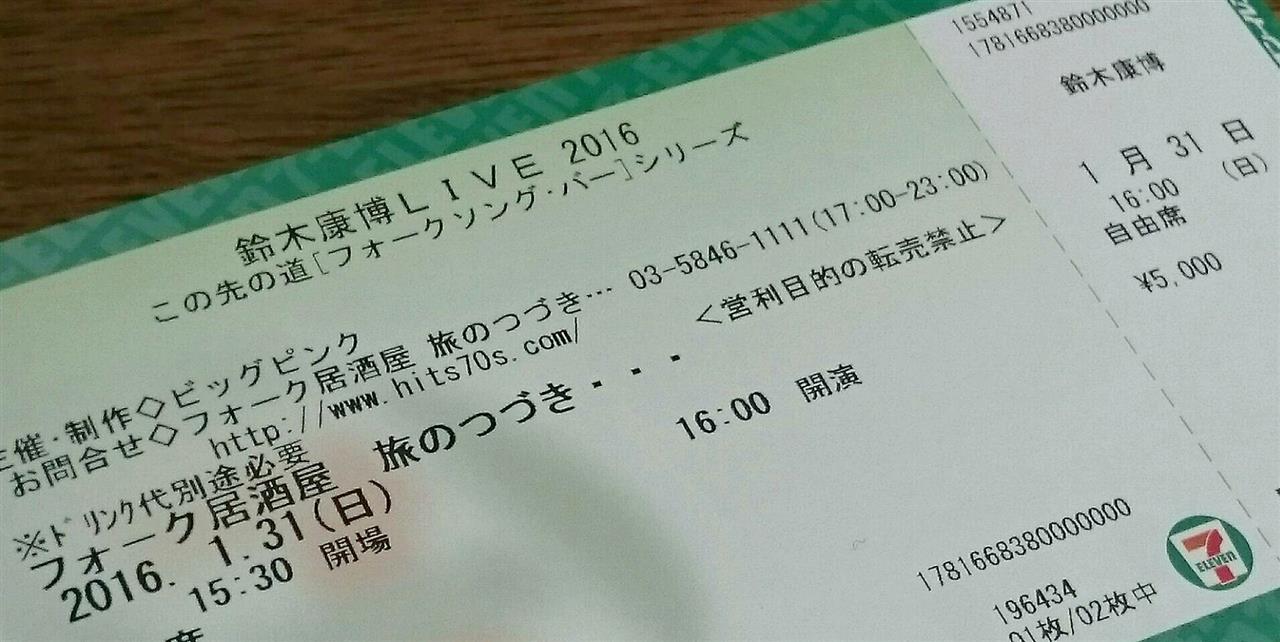 鈴木康博ＬＩＶＥ 2016
この先の道[フォークソング・バー]シリーズ
催・制作◇ビッグピンク
お問合せ◇フォーク居酒屋 旅のつづき… 03-5846-1111(17:00-23:00)
http://www.hits70s.com/
＜営利目的の転売禁止＞
※ﾄﾞﾘﾝｸ代別途必要
フォーク居酒屋 旅のつづき・・・
2016. 1.31(日)
15:30 開場
16:00 開演
席
1554871
1781668380000000
鈴木康博
1 月 31 日
16:00 (日)
自由席
¥5,000
1781668380000000
196434
01枚/02枚中
7
ELEVEn